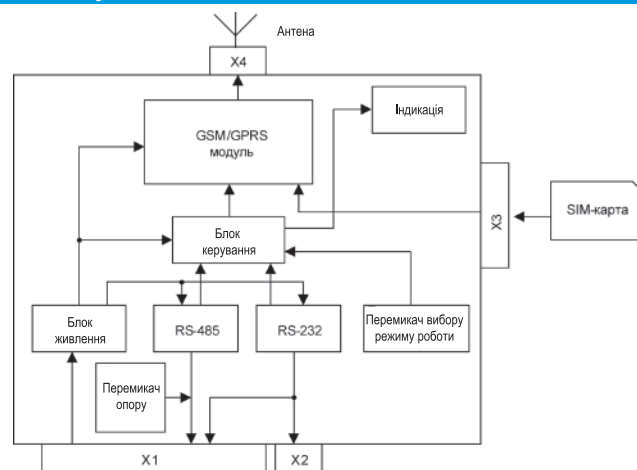 Антена
X4
GSM/GPRS
модуль
Індикація
X3
SIM-карта
Блок
керування
Блок
живлення
RS-485
RS-232
Перемикач вибору
режиму роботи
Перемикач
опору
X1
X2